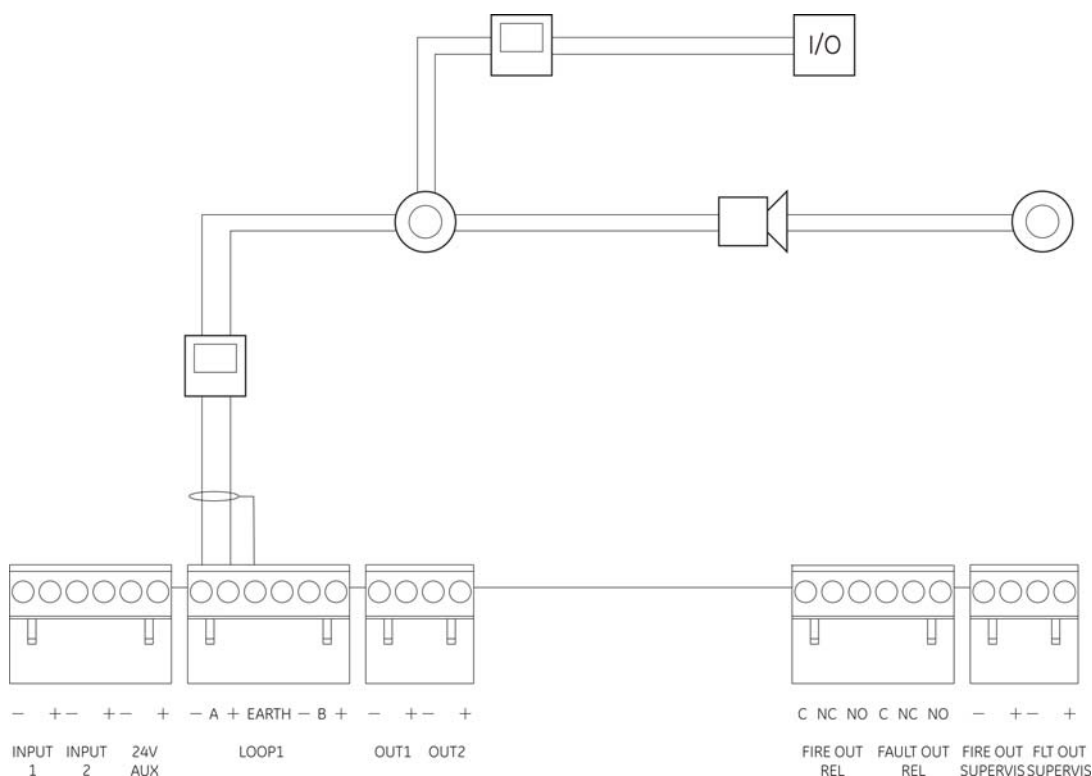 I/O
− + − + − + − A + EARTH − B + − + − + C NC NO C NC NO − + − +
INPUT INPUT 24V LOOP1 OUT1 OUT2 FIRE OUT FAULT OUT FIRE OUT FLT OUT
1 2 AUX REL REL SUPERVIS SUPERVIS